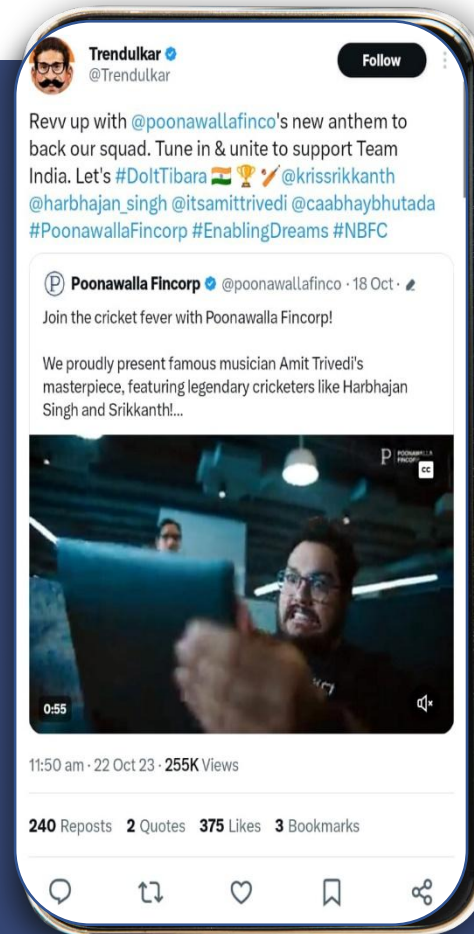 Trendulkar
@Trendulkar
Follow
Revv up with @poonawallafinco's new anthem to
back our squad. Tune in & unite to support Team
India. Let's #DoItTibara 🇮🇳🏆🏏@krissrikkanth
@harbhajan_singh @itsamittrivedi @caabhaybhutada
#PoonawallaFincorp #EnablingDreams #NBFC
Poonawalla Fincorp @poonawallafinco · 18 Oct ·
Join the cricket fever with Poonawalla Fincorp!
We proudly present famous musician Amit Trivedi's
masterpiece, featuring legendary cricketers like Harbhajan
Singh and Srikkanth!...
POONAWALLA
FINCORP
CC
0:55
11:50 am · 22 Oct 23 · 255K Views
240 Reposts 2 Quotes 375 Likes 3 Bookmarks